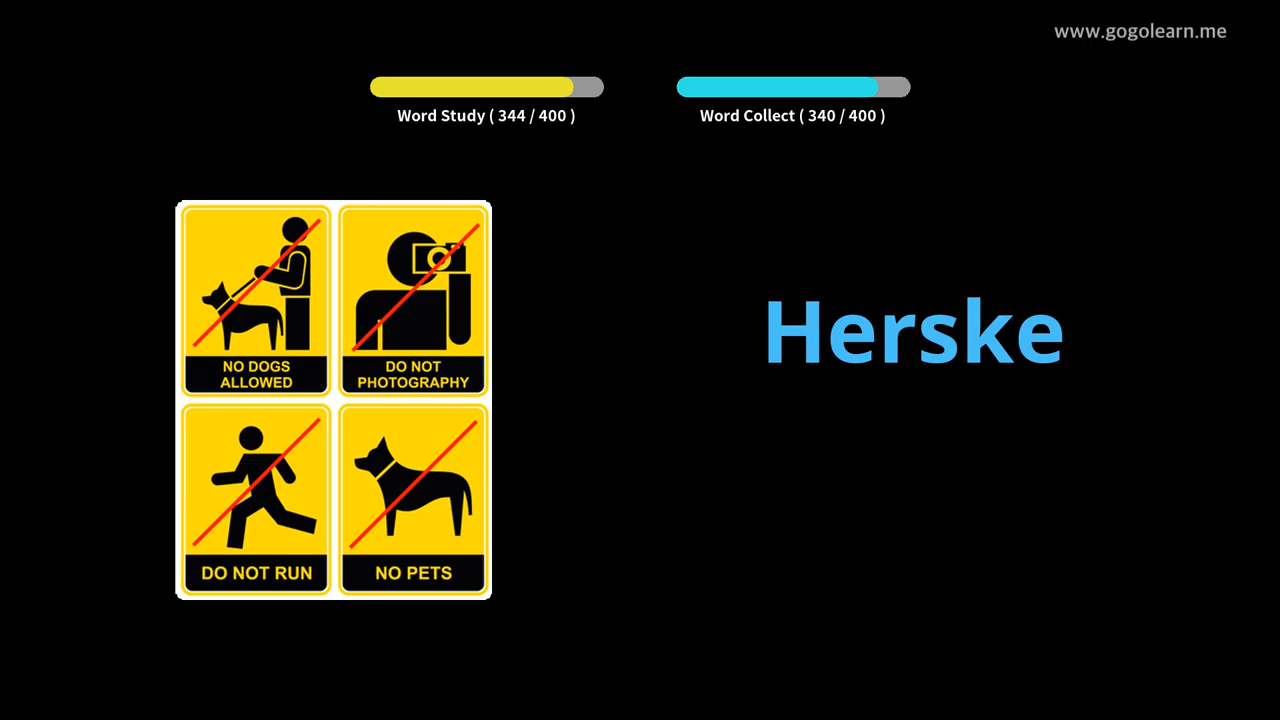 www.gogolearn.me
Word Study ( 344 / 400 )
Word Collect ( 340 / 400 )
NO DOGS
ALLOWED
DO NOT
PHOTOGRAPHY
DO NOT RUN
NO PETS
Herske